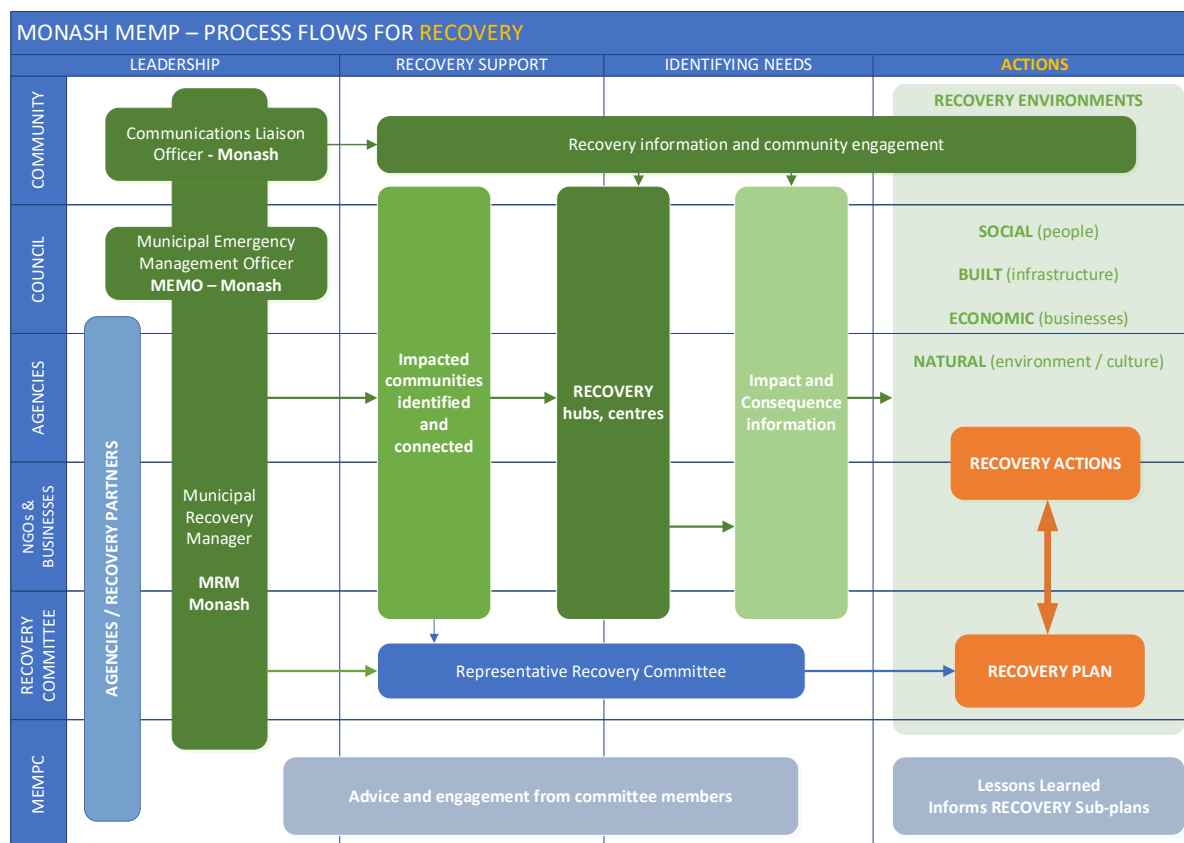 MONASH MEMP – PROCESS FLOWS FOR RECOVERY
LEADERSHIP
RECOVERY SUPPORT
IDENTIFYING NEEDS
ACTIONS
COMMUNITY
COUNCIL
AGENCIES
NGOs &
BUSINESSES
RECOVERY
COMMITTEE
MEMPC
AGENCIES / RECOVERY PARTNERS
Communications Liaison
Officer - Monash
Municipal Emergency
Management Officer
MEMO – Monash
Municipal
Recovery
Manager
MRM
Monash
Recovery information and community engagement
Impacted
communities
identified
and
connected
RECOVERY
hubs, centres
Impact and
Consequence
information
Representative Recovery Committee
Advice and engagement from committee members
RECOVERY ENVIRONMENTS
SOCIAL (people)
BUILT (infrastructure)
ECONOMIC (businesses)
NATURAL (environment / culture)
RECOVERY ACTIONS
RECOVERY PLAN
Lessons Learned
Informs RECOVERY Sub-plans